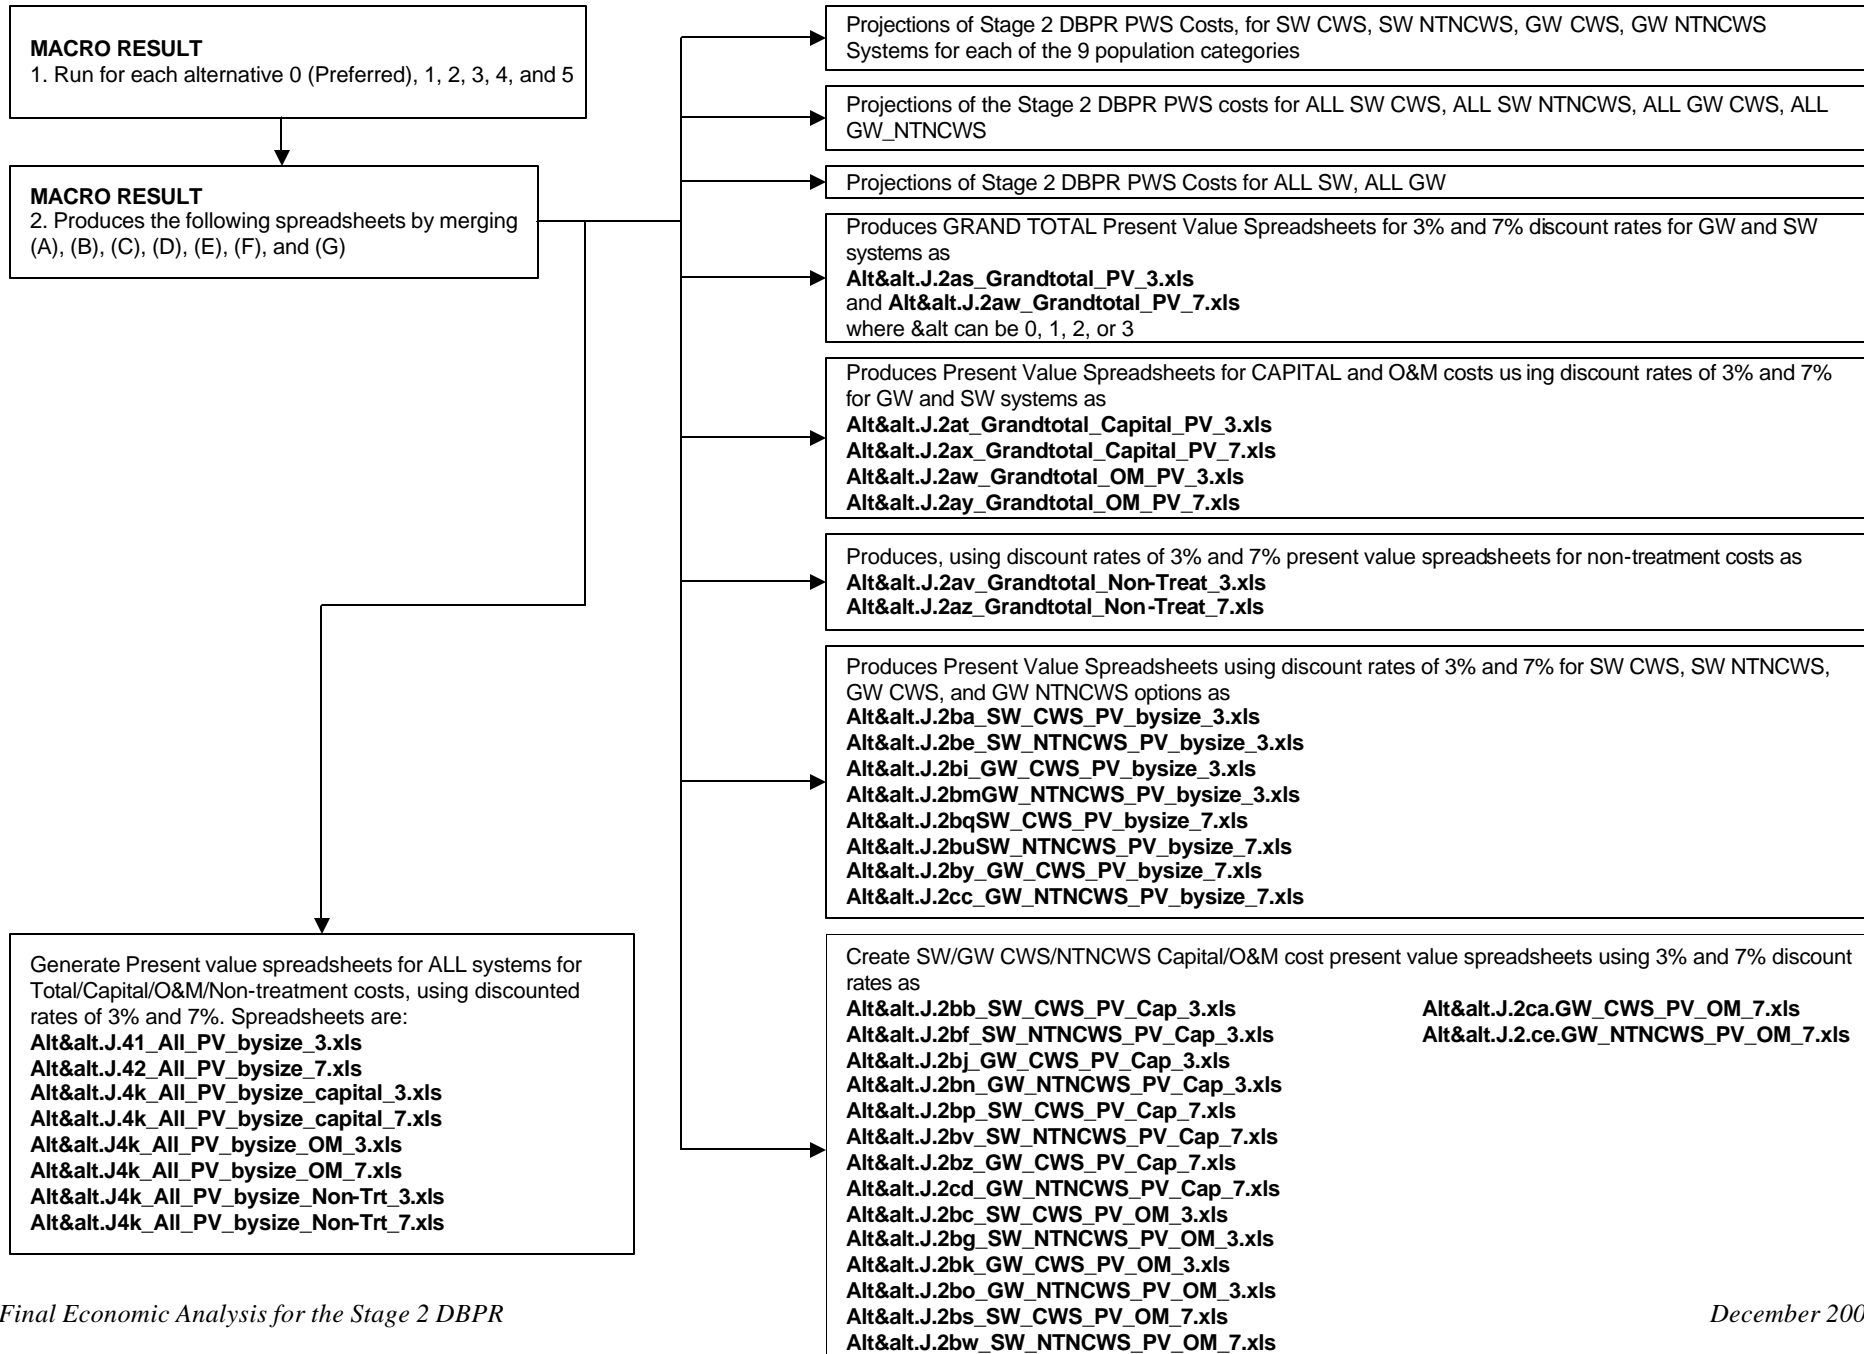 MACRO RESULT
1. Run for each alternative 0 (Preferred), 1, 2, 3, 4, and 5
MACRO RESULT
2. Produces the following spreadsheets by merging
(A), (B), (C), (D), (E), (F), and (G)
Projections of Stage 2 DBPR PWS Costs, for SW CWS, SW NTNCWS, GW CWS, GW NTNCWS
Systems for each of the 9 population categories
Projections of the Stage 2 DBPR PWS costs for ALL SW CWS, ALL SW NTNCWS, ALL GW CWS, ALL
GW_NTNCWS
Projections of Stage 2 DBPR PWS Costs for ALL SW, ALL GW
Produces GRAND TOTAL Present Value Spreadsheets for 3% and 7% discount rates for GW and SW
systems as
Alt&alt.J.2as_Grandtotal_PV_3.xls
and Alt&alt.J.2aw_Grandtotal_PV_7.xls
where &alt can be 0, 1, 2, or 3
Produces Present Value Spreadsheets for CAPITAL and O&M costs us ing discount rates of 3% and 7%
for GW and SW systems as
Alt&alt.J.2at_Grandtotal_Capital_PV_3.xls
Alt&alt.J.2ax_Grandtotal_Capital_PV_7.xls
Alt&alt.J.2aw_Grandtotal_OM_PV_3.xls
Alt&alt.J.2ay_Grandtotal_OM_PV_7.xls
Produces, using discount rates of 3% and 7% present value spreadsheets for non-treatment costs as
Alt&alt.J.2av_Grandtotal_Non-Treat_3.xls
Alt&alt.J.2az_Grandtotal_Non-Treat_7.xls
Produces Present Value Spreadsheets using discount rates of 3% and 7% for SW CWS, SW NTNCWS,
GW CWS, and GW NTNCWS options as
Alt&alt.J.2ba_SW_CWS_PV_bysize_3.xls
Alt&alt.J.2be_SW_NTNCWS_PV_bysize_3.xls
Alt&alt.J.2bi_GW_CWS_PV_bysize_3.xls
Alt&alt.J.2bmGW_NTNCWS_PV_bysize_3.xls
Alt&alt.J.2bqSW_CWS_PV_bysize_7.xls
Alt&alt.J.2buSW_NTNCWS_PV_bysize_7.xls
Alt&alt.J.2by_GW_CWS_PV_bysize_7.xls
Alt&alt.J.2cc_GW_NTNCWS_PV_bysize_7.xls
Generate Present value spreadsheets for ALL systems for
Total/Capital/O&M/Non-treatment costs, using discounted
rates of 3% and 7%. Spreadsheets are:
Alt&alt.J.41_All_PV_bysize_3.xls
Alt&alt.J.42_All_PV_bysize_7.xls
Alt&alt.J.4k_All_PV_bysize_capital_3.xls
Alt&alt.J.4k_All_PV_bysize_capital_7.xls
Alt&alt.J4k_All_PV_bysize_OM_3.xls
Alt&alt.J4k_All_PV_bysize_OM_7.xls
Alt&alt.J4k_All_PV_bysize_Non-Trt_3.xls
Alt&alt.J4k_All_PV_bysize_Non-Trt_7.xls
Create SW/GW CWS/NTNCWS Capital/O&M cost present value spreadsheets using 3% and 7% discount
rates as
Alt&alt.J.2bb_SW_CWS_PV_Cap_3.xls
Alt&alt.J.2bf_SW_NTNCWS_PV_Cap_3.xls
Alt&alt.J.2bj_GW_CWS_PV_Cap_3.xls
Alt&alt.J.2bn_GW_NTNCWS_PV_Cap_3.xls
Alt&alt.J.2bp_SW_CWS_PV_Cap_7.xls
Alt&alt.J.2bv_SW_NTNCWS_PV_Cap_7.xls
Alt&alt.J.2bz_GW_CWS_PV_Cap_7.xls
Alt&alt.J.2cd_GW_NTNCWS_PV_Cap_7.xls
Alt&alt.J.2bc_SW_CWS_PV_OM_3.xls
Alt&alt.J.2bg_SW_NTNCWS_PV_OM_3.xls
Alt&alt.J.2bk_GW_CWS_PV_OM_3.xls
Alt&alt.J.2bo_GW_NTNCWS_PV_OM_3.xls
Alt&alt.J.2bs_SW_CWS_PV_OM_7.xls
Alt&alt.J.2bw_SW_NTNCWS_PV_OM_7.xls
Alt&alt.J.2ca.GW_CWS_PV_OM_7.xls
Alt&alt.J.2.ce.GW_NTNCWS_PV_OM_7.xls
Final Economic Analysis for the Stage 2 DBPR
December 200